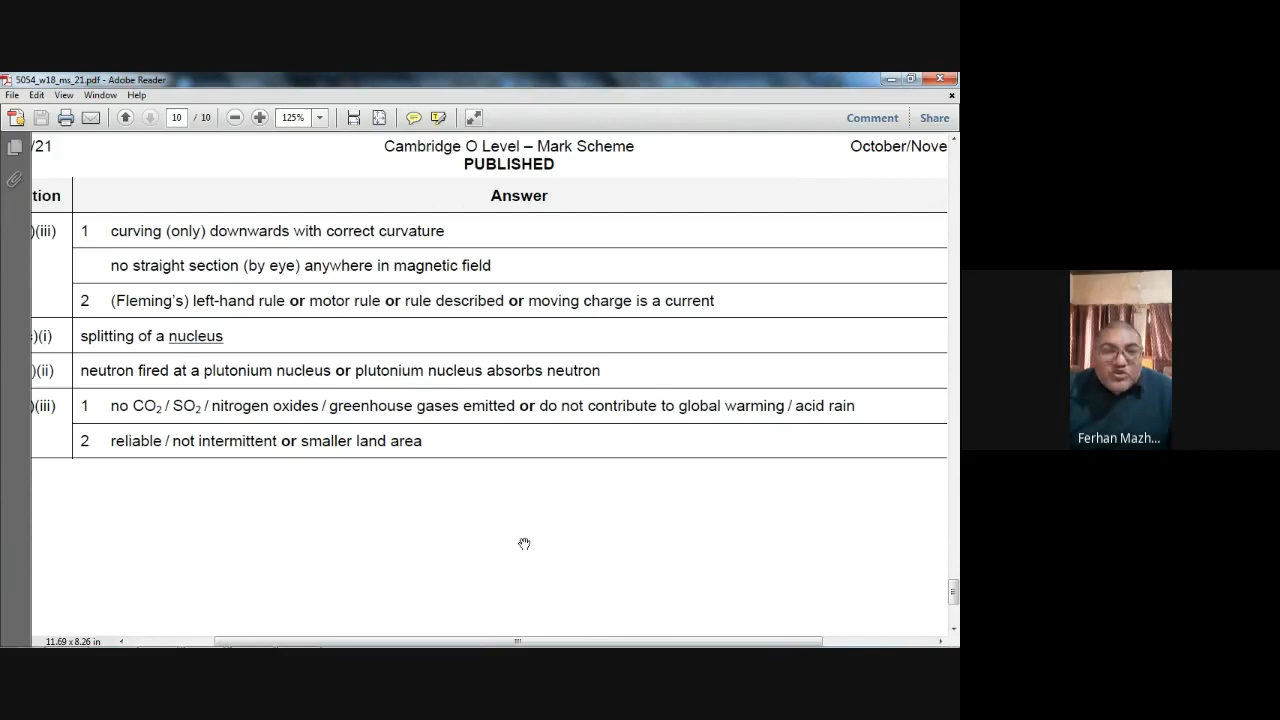 5054_w18_ms_21.pdf - Adobe Reader
File Edit View Window Help
10 / 10 125% Comment Share
/21 Cambridge O Level – Mark Scheme October/Nove
PUBLISHED
tion Answer
)(iii) 1 curving (only) downwards with correct curvature
no straight section (by eye) anywhere in magnetic field
2 (Fleming's) left-hand rule or motor rule or rule described or moving charge is a current
)(i) splitting of a nucleus
)(ii) neutron fired at a plutonium nucleus or plutonium nucleus absorbs neutron
)(iii) 1 no CO₂ / SO₂ / nitrogen oxides / greenhouse gases emitted or do not contribute to global warming / acid rain
2 reliable / not intermittent or smaller land area
Ferhan Mazh...
11.69 x 8.26 in